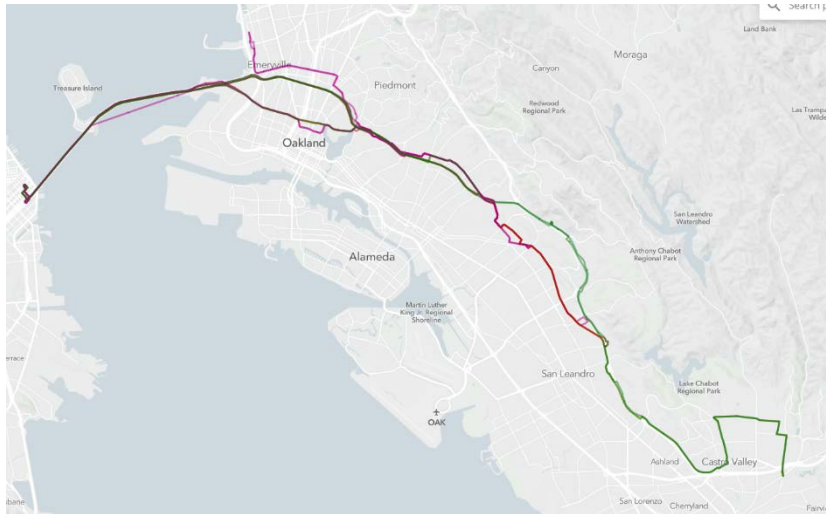 Search p
Land Bank
Moraga
Emeryville
Canyon
Piedmont
Treasure Island
Redwood
Regional Park
Las Trampa
Wilde
Oakland
San Leandro
Watershed
Anthony Chabot
Regional Park
Alameda
Martin Luther
King Jr. Regional
Shoreline
errace
San Leandro
Lake Chabot
Regional Park
OAK
Ashland
Castro Valley
San Lorenzo
Cherryland
Fairvi
sbane